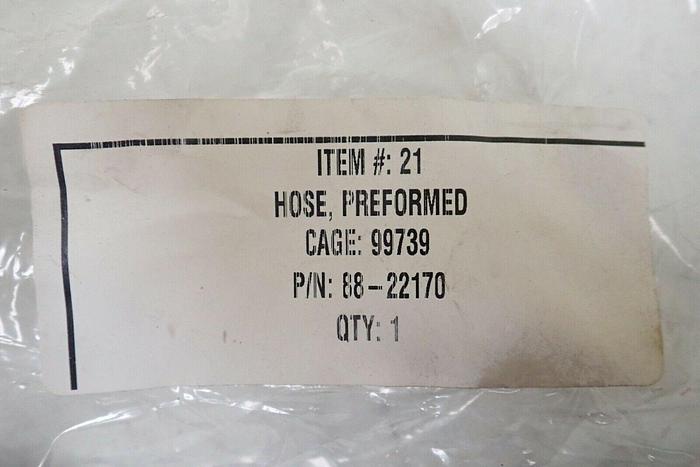 ITEM #: 21
HOSE, PREFORMED
CAGE: 99739
P/N: 88-22170
QTY: 1